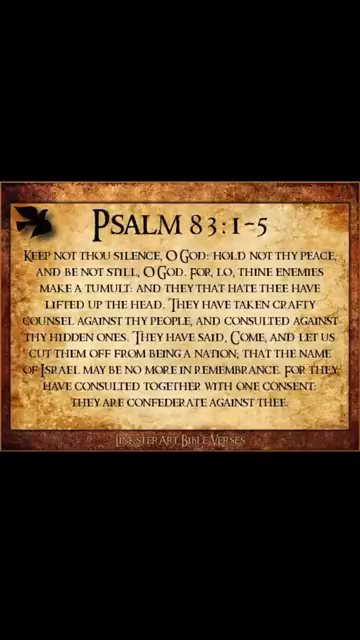 Psalm 83:1-5
Keep not thou silence, O God: hold not thy peace,
and be not still, O God. For, lo, thine enemies
make a tumult: and they that hate thee have
lifted up the head. They have taken crafty
counsel against thy people, and consulted against
thy hidden ones. They have said, Come, and let us
cut them off from being a nation; that the name
of Israel may be no more in remembrance. For they
have consulted together with one consent:
they are confederate against thee.
LinksterArt Bible Verses